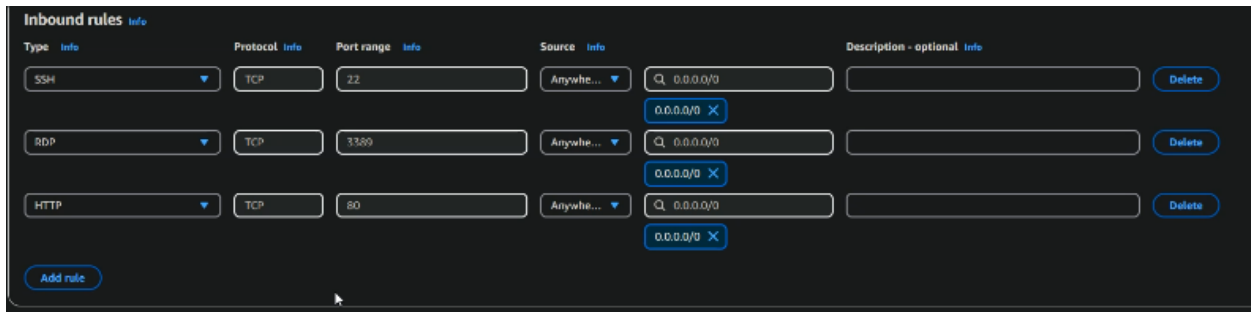 Inbound rules Info
Type Info Protocol Info Port range Info Source Info Description - optional Info
SSH TCP 22 Anywhe... 0.0.0.0/0 Delete
0.0.0.0/0
RDP TCP 3389 Anywhe... 0.0.0.0/0 Delete
0.0.0.0/0
HTTP TCP 80 Anywhe... 0.0.0.0/0 Delete
0.0.0.0/0
Add rule